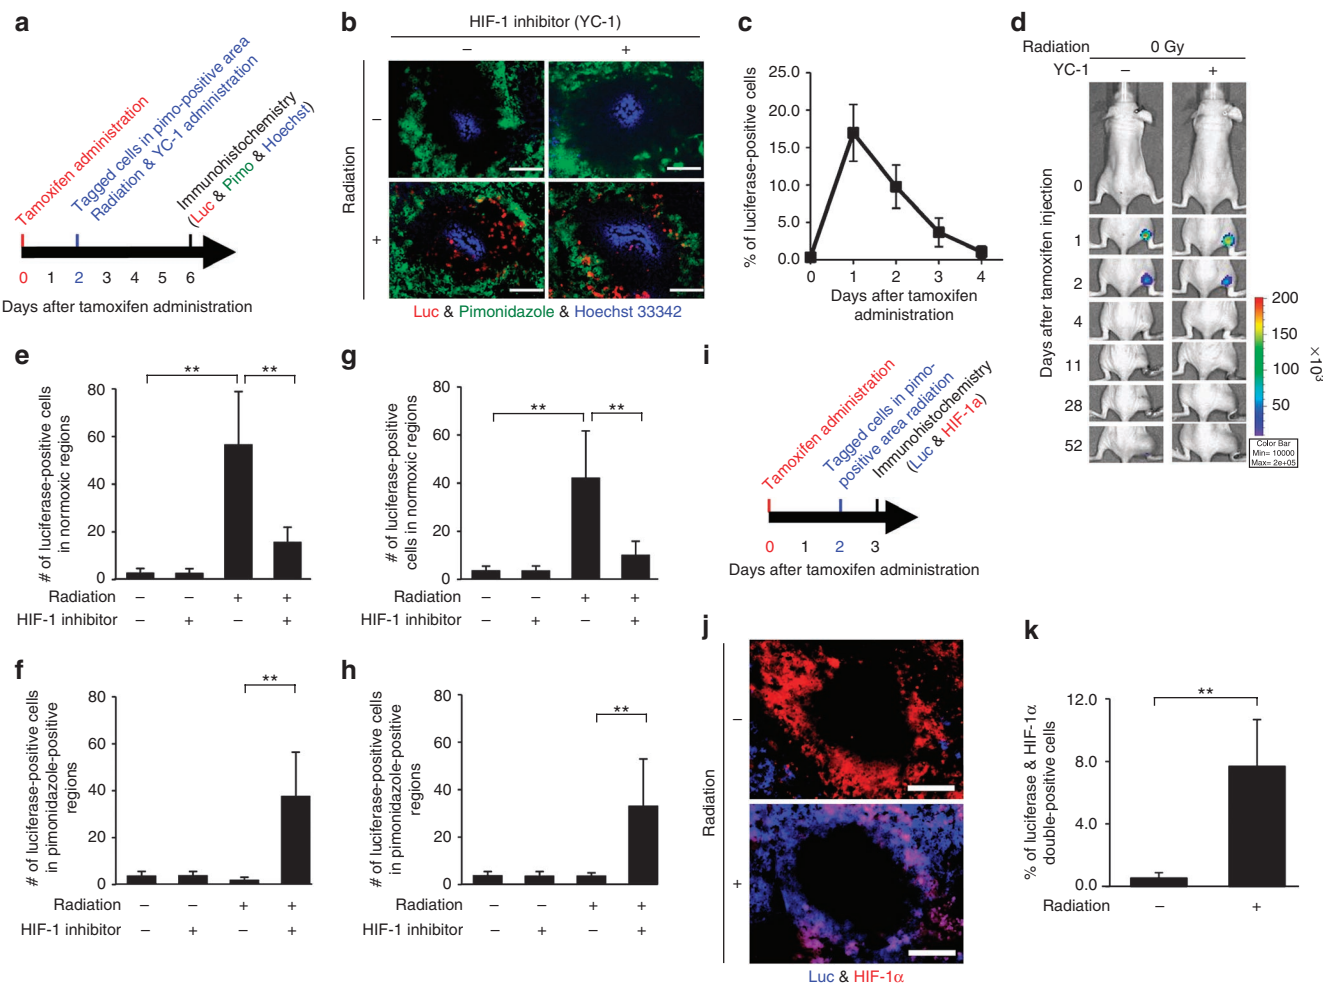 a
Tamoxifen administration
Tagged cells in pimo-positive area
Radiation & YC-1 administration
Immunohistochemistry
(Luc & Pimo & Hoechst)
0 1 2 3 4 5 6
Days after tamoxifen administration
b
HIF-1 inhibitor (YC-1)
– +
Radiation
–
+
Luc & Pimonidazole & Hoechst 33342
c
% of luciferase-positive cells
25.0
20.0
15.0
10.0
5.0
0.0
0 1 2 3 4
Days after tamoxifen
administration
d
Radiation 0 Gy
YC-1 – +
Days after tamoxifen injection
0
1
2
4
11
28
52
200
150
100
50
×10³
Color Bar
Min= 10000
Max= 2e+05
e
# of luciferase-positive cells
in normoxic regions
80
60
40
20
0
** **
Radiation – – + +
HIF-1 inhibitor – + – +
g
# of luciferase-positive
cells in normoxic regions
80
60
40
20
0
** **
Radiation – – + +
HIF-1 inhibitor – + – +
i
Tamoxifen administration
Tagged cells in pimo-
positive area radiation
Immunohistochemistry
(Luc & HIF-1a)
0 1 2 3
Days after tamoxifen administration
f
# of luciferase-positive cells
in pimonidazole-positive
regions
80
60
40
20
0
**
Radiation – – + +
HIF-1 inhibitor – + – +
h
# of luciferase-positive cells
in pimonidazole-positive
regions
80
60
40
20
0
**
Radiation – – + +
HIF-1 inhibitor – + – +
j
Radiation
–
+
Luc & HIF-1α
k
% of luciferase & HIF-1α
double-positive cells
12.0
8.0
4.0
0.0
**
Radiation – +